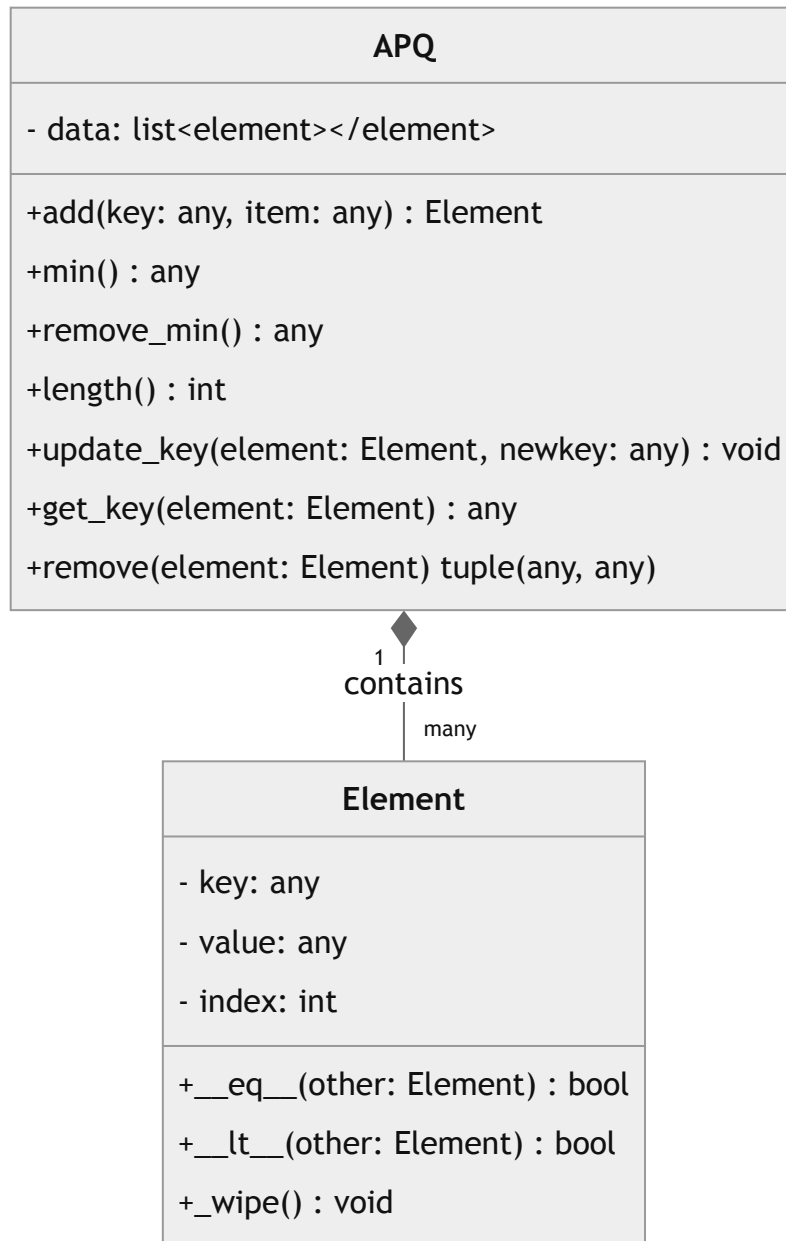 APQ
- data: list<element></element>
+add(key: any, item: any) : Element
+min() : any
+remove_min() : any
+length() : int
+update_key(element: Element, newkey: any) : void
+get_key(element: Element) : any
+remove(element: Element) tuple(any, any)
1
contains
many
Element
- key: any
- value: any
- index: int
+__eq__(other: Element) : bool
+__lt__(other: Element) : bool
+_wipe() : void